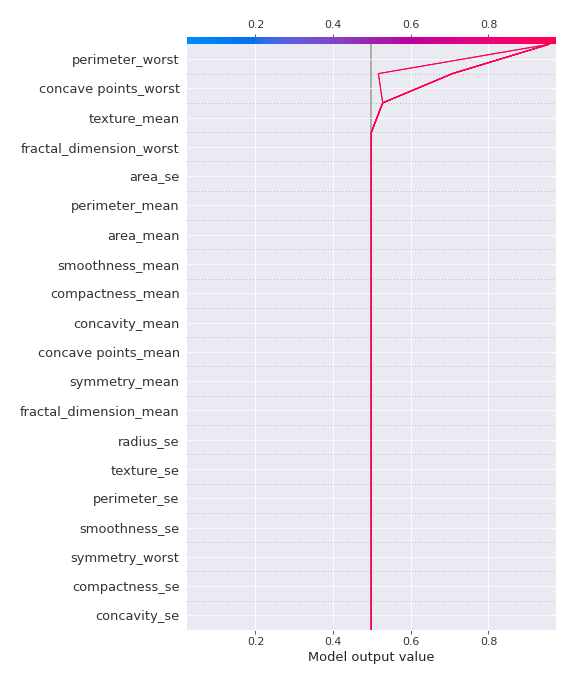 0.2 0.4 0.6 0.8
perimeter_worst
concave points_worst
texture_mean
fractal_dimension_worst
area_se
perimeter_mean
area_mean
smoothness_mean
compactness_mean
concavity_mean
concave points_mean
symmetry_mean
fractal_dimension_mean
radius_se
texture_se
perimeter_se
smoothness_se
symmetry_worst
compactness_se
concavity_se
0.2 0.4 0.6 0.8
Model output value